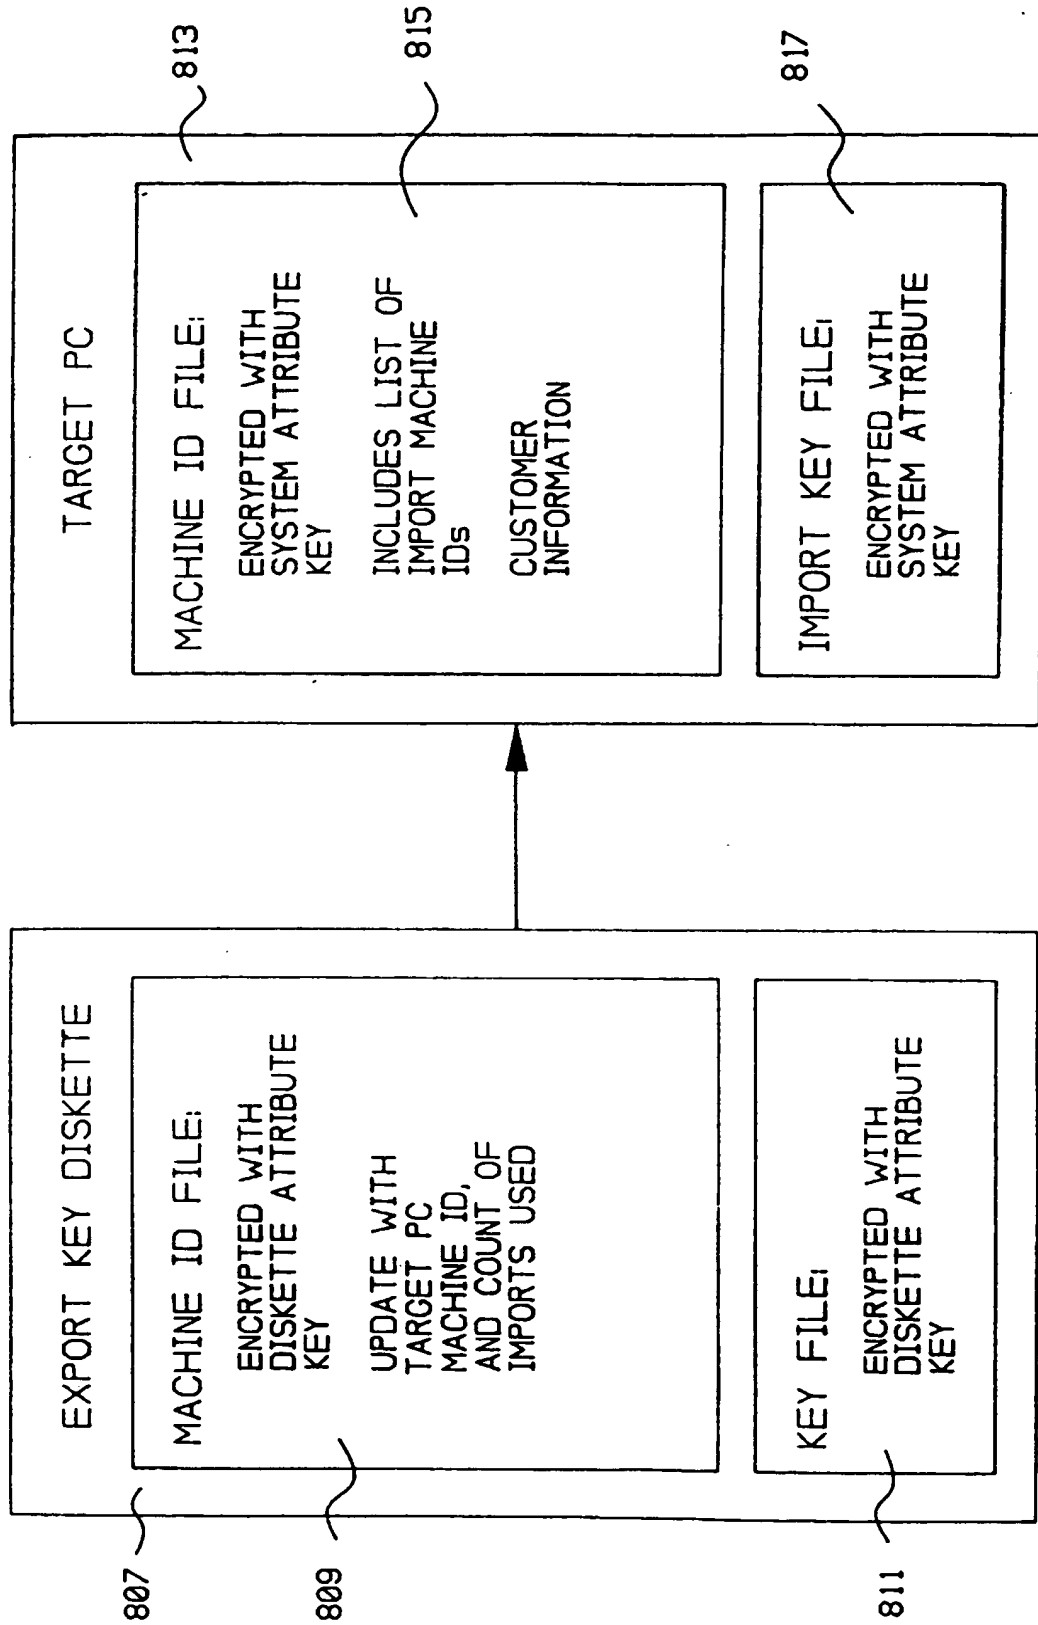 EXPORT KEY DISKETTE
MACHINE ID FILE:
ENCRYPTED WITH
DISKETTE ATTRIBUTE
KEY
UPDATE WITH
TARGET PC
MACHINE ID,
AND COUNT OF
IMPORTS USED
KEY FILE:
ENCRYPTED WITH
DISKETTE ATTRIBUTE
KEY
807
809
811
TARGET PC
MACHINE ID FILE:
ENCRYPTED WITH
SYSTEM ATTRIBUTE
KEY
INCLUDES LIST OF
IMPORT MACHINE
IDs
CUSTOMER
INFORMATION
IMPORT KEY FILE:
ENCRYPTED WITH
SYSTEM ATTRIBUTE
KEY
813
815
817